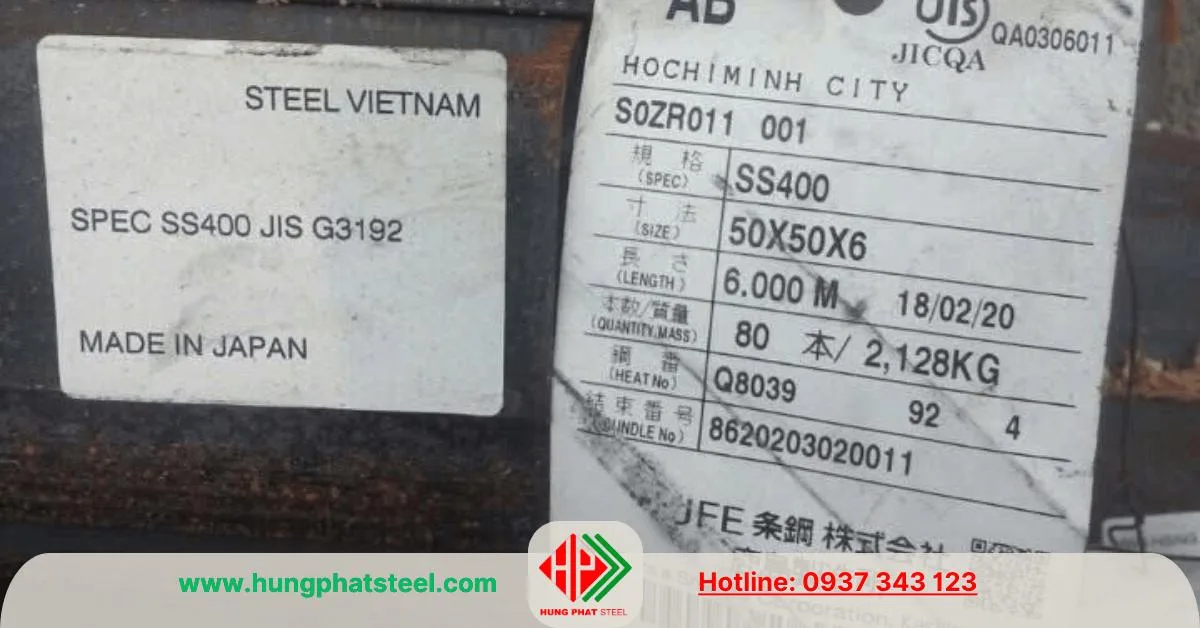 STEEL VIETNAM
SPEC SS400 JIS G3192
MADE IN JAPAN
AB
JIS
QA0306011
JICQA
HOCHIMINH CITY
S0ZR011 001
規格
(SPEC)
SS400
寸法
(SIZE)
50X50X6
長さ
(LENGTH)
6.000 M 18/02/20
本数/質量
(QUANTITY.MASS)
80 本/ 2,128KG
鋼番
(HEAT No)
Q8039 92 4
結束番号
(BUNDLE No)
8620203020011
JFE 条鋼 株式会社
www.hungphatsteel.com
HP
HUNG PHAT STEEL
Hotline: 0937 343 123